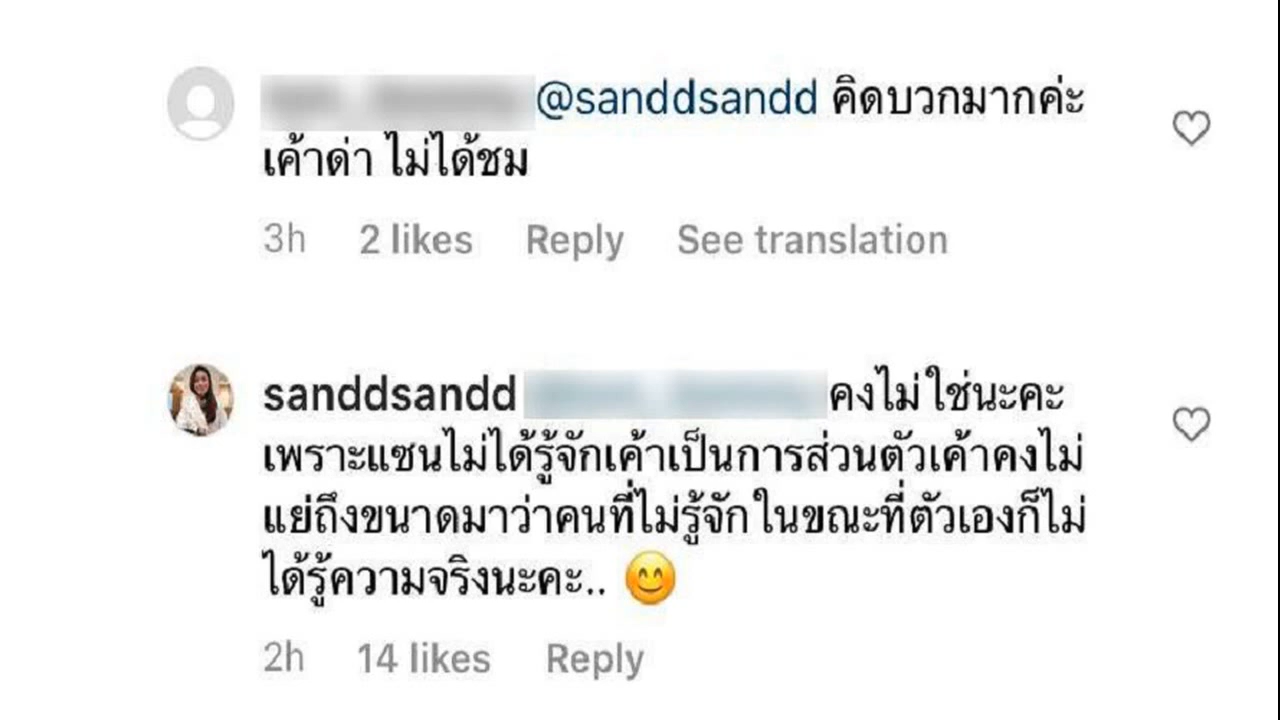 @sanddsandd คิดบวกมากค่ะ
เค้าด่า ไม่ได้ชม
3h 2 likes Reply See translation
sanddsandd คงไม่ใช่นะคะ
เพราะแซนไม่ได้รู้จักเค้าเป็นการส่วนตัวเค้าคงไม่
แย่ถึงขนาดมาว่าคนที่ไม่รู้จักในขณะที่ตัวเองก็ไม่
ได้รู้ความจริงนะคะ.. 😊
2h 14 likes Reply